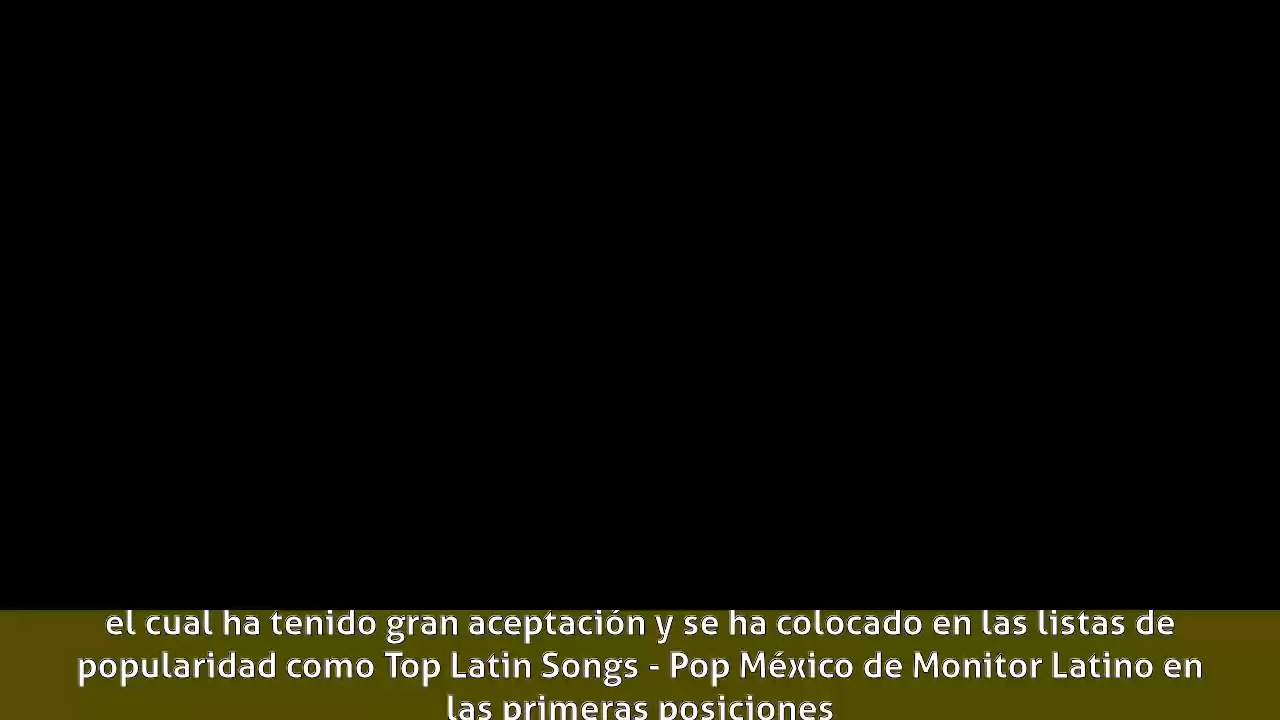 el cual ha tenido gran aceptación y se ha colocado en las listas de
popularidad como Top Latin Songs - Pop México de Monitor Latino en
las primeras posiciones